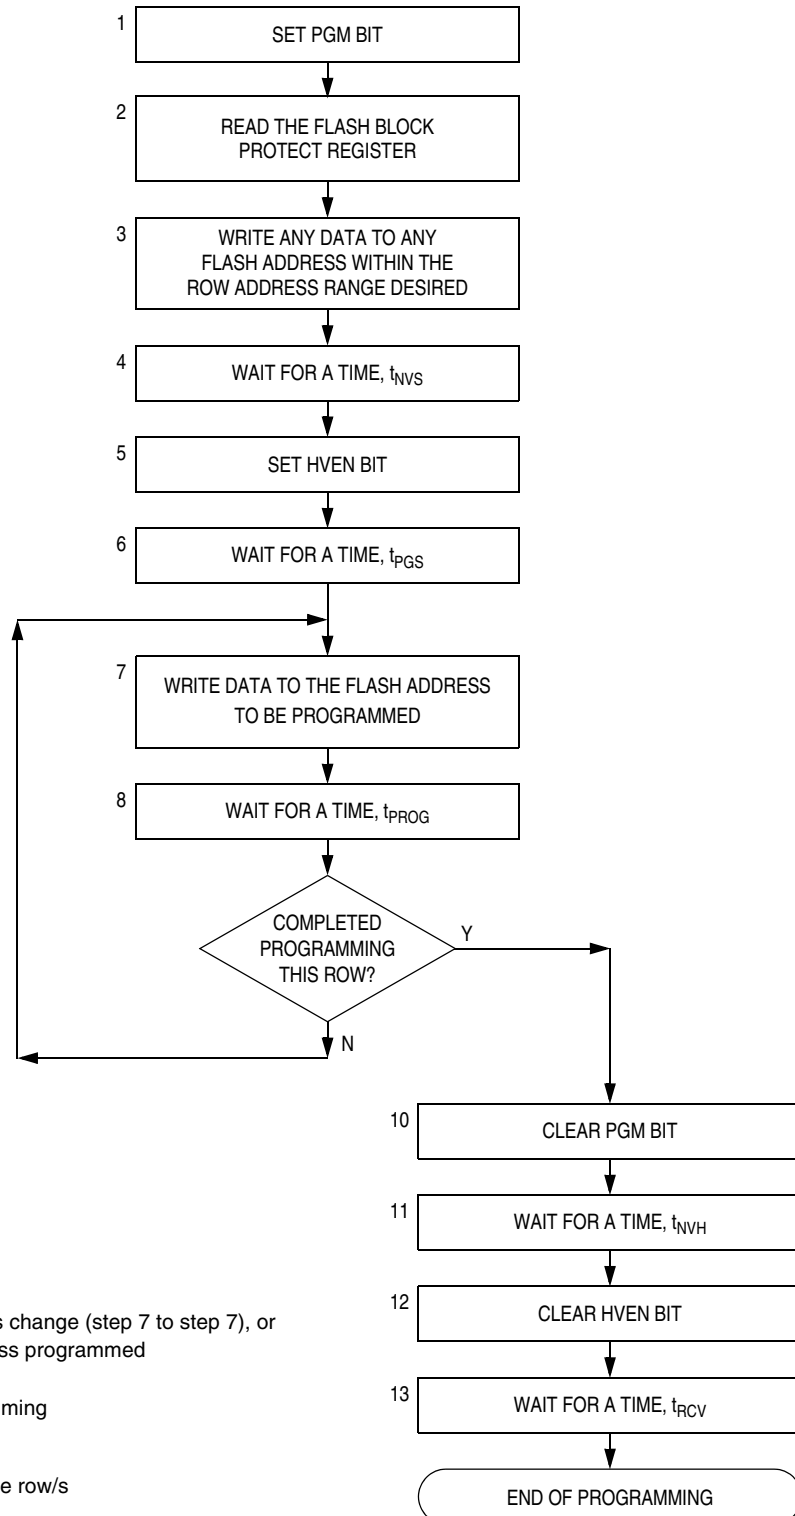 1
SET PGM BIT
2
READ THE FLASH BLOCK
PROTECT REGISTER
3
WRITE ANY DATA TO ANY
FLASH ADDRESS WITHIN THE
ROW ADDRESS RANGE DESIRED
4
WAIT FOR A TIME, tNVS
5
SET HVEN BIT
6
WAIT FOR A TIME, tPGS
7
WRITE DATA TO THE FLASH ADDRESS
TO BE PROGRAMMED
8
WAIT FOR A TIME, tPROG
COMPLETED
PROGRAMMING
THIS ROW?
Y
N
10
CLEAR PGM BIT
11
WAIT FOR A TIME, tNVH
12
CLEAR HVEN BIT
13
WAIT FOR A TIME, tRCV
END OF PROGRAMMING
change (step 7 to step 7), or
programmed
row/s